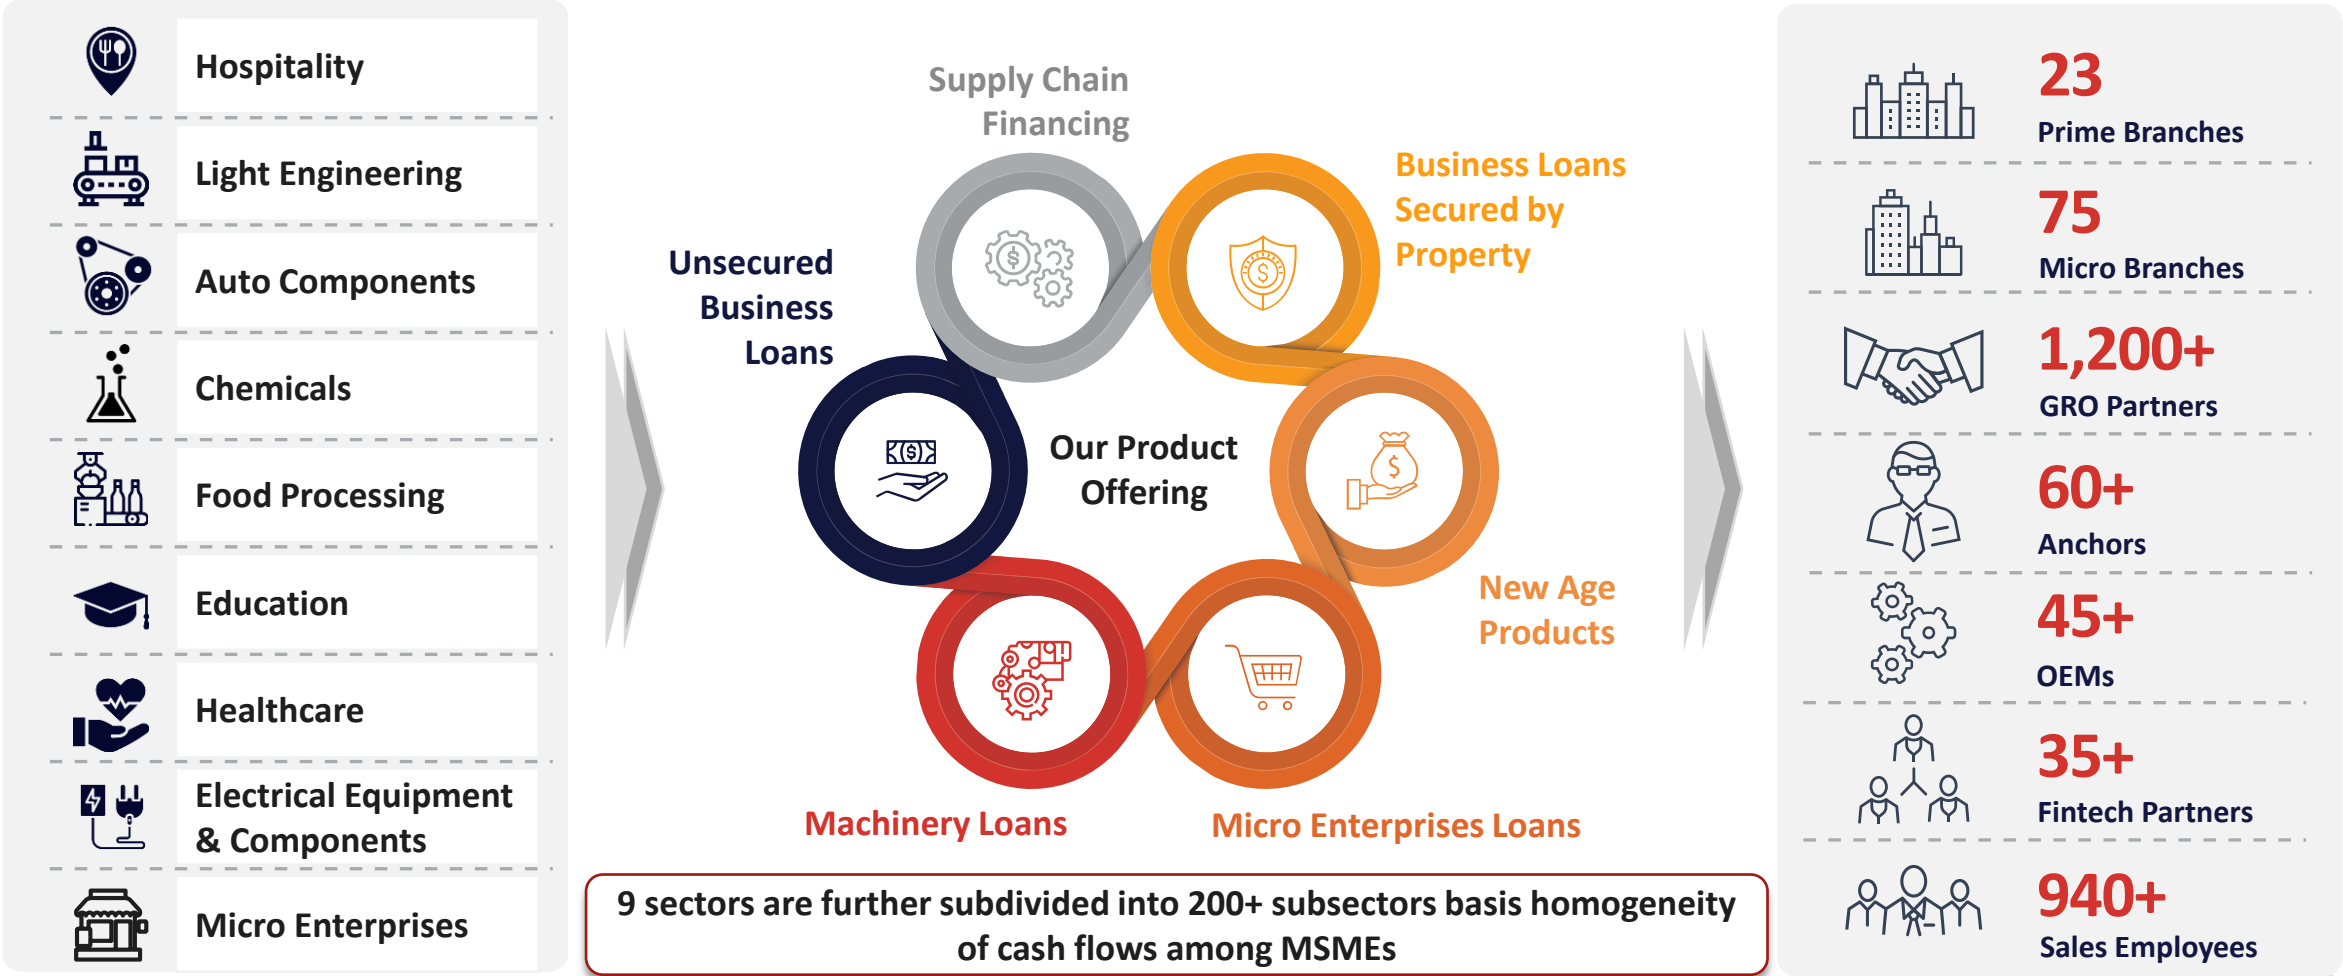 Hospitality
Light Engineering
Auto Components
Chemicals
Food Processing
Education
Healthcare
Electrical Equipment
& Components
Micro Enterprises
Supply Chain
Financing
Business Loans
Secured by
Property
Unsecured
Business
Loans
Our Product
Offering
New Age
Products
Machinery Loans
Micro Enterprises Loans
9 sectors are further subdivided into 200+ subsectors basis homogeneity
of cash flows among MSMEs
23
Prime Branches
75
Micro Branches
1,200+
GRO Partners
60+
Anchors
45+
OEMs
35+
Fintech Partners
940+
Sales Employees